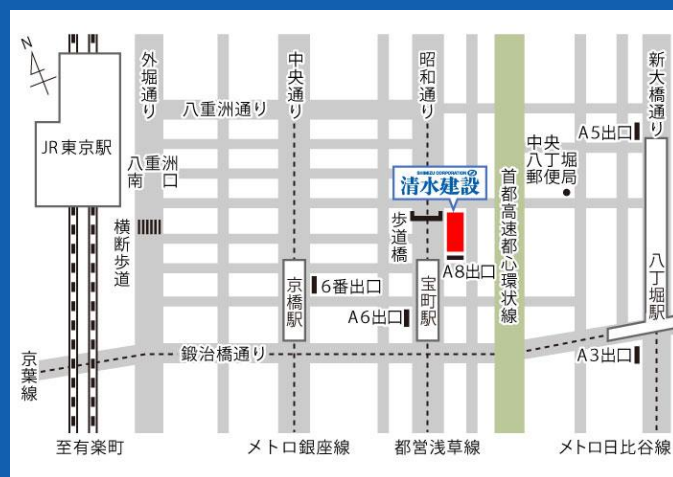 N
外堀通り
中央通り
昭和通り
新大橋通り
八重洲通り
A5出口
JR東京駅
中央
八丁堀
郵便局
八重洲
南口
SHIMIZU CORPORATION
清水建設
首都高速都心環状線
横断歩道
歩道橋
A8出口
京橋駅
6番出口
宝町駅
A6出口
八丁堀駅
鍛治橋通り
A3出口
京葉線
至有楽町
メトロ銀座線
都営浅草線
メトロ日比谷線